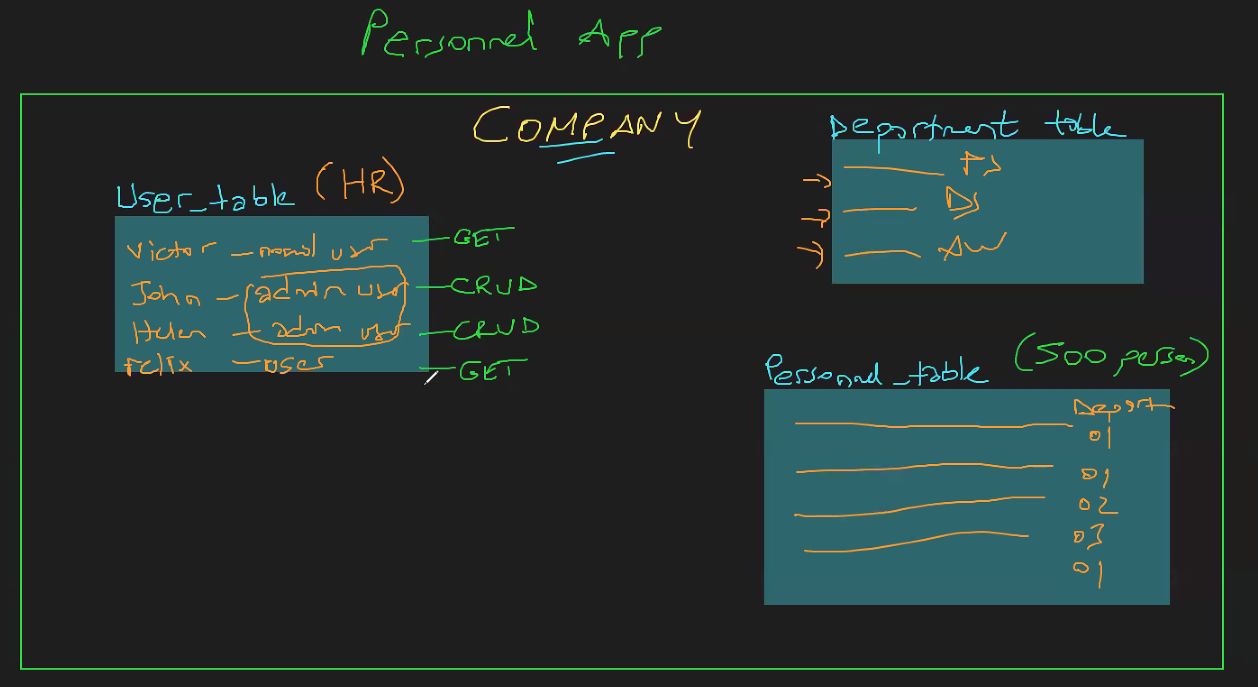 Personnel App
COMPANY
User_table (HR)
Victor – normal user – GET
John – admin user – CRUD
Helen – admin user – CRUD
Felix – user – GET
Department table
FS
DS
AW
Personnel_table (500 person)
Depart
01
01
02
03
01